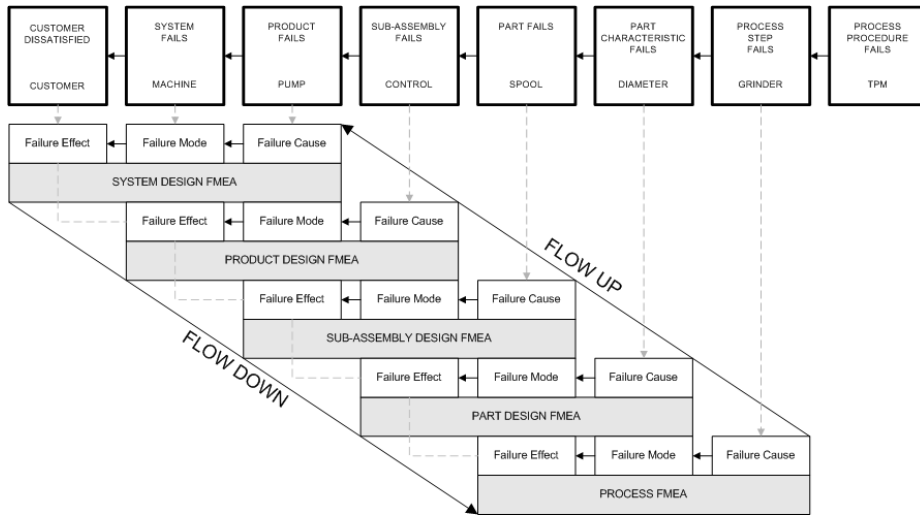 CUSTOMER
DISSATISFIED
CUSTOMER
SYSTEM
FAILS
MACHINE
PRODUCT
FAILS
PUMP
SUB-ASSEMBLY
FAILS
CONTROL
PART FAILS
SPOOL
PART
CHARACTERISTIC
FAILS
DIAMETER
PROCESS
STEP
FAILS
GRINDER
PROCESS
PROCEDURE
FAILS
TPM
Failure Effect
Failure Mode
Failure Cause
SYSTEM DESIGN FMEA
Failure Effect
Failure Mode
Failure Cause
PRODUCT DESIGN FMEA
FLOW UP
Failure Effect
Failure Mode
Failure Cause
SUB-ASSEMBLY DESIGN FMEA
FLOW DOWN
Failure Effect
Failure Mode
Failure Cause
PART DESIGN FMEA
Failure Effect
Failure Mode
Failure Cause
PROCESS FMEA